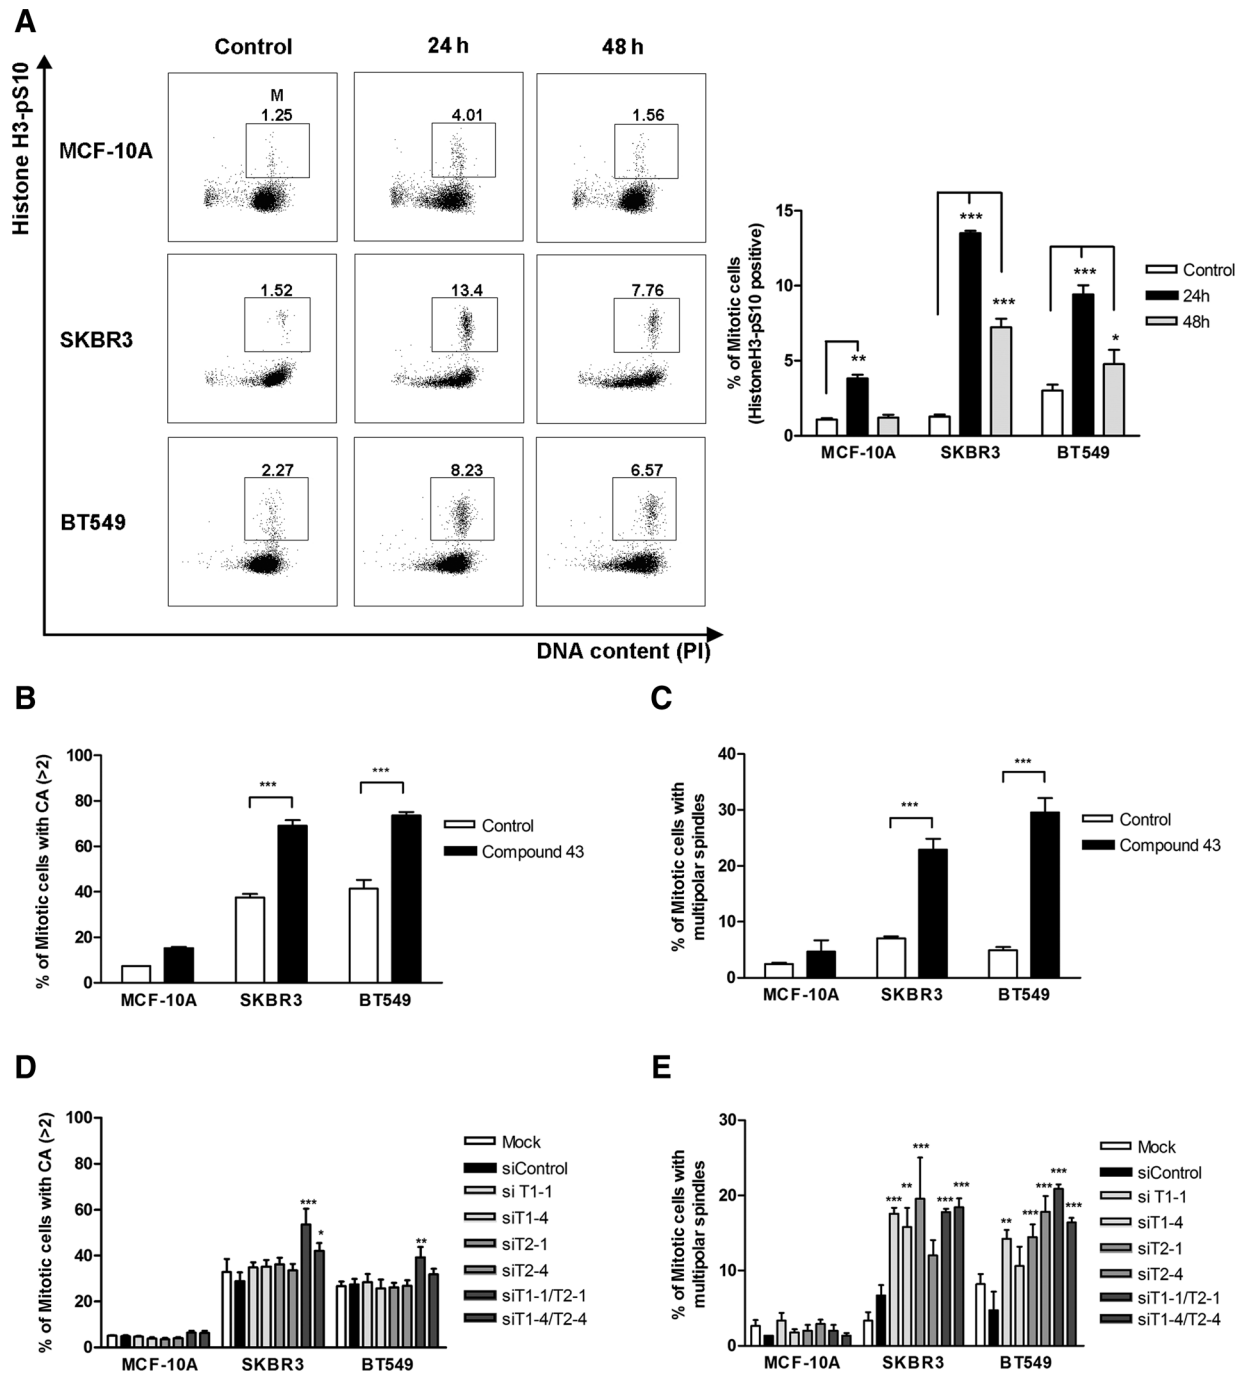 A
Control
24 h
48 h
Histone H3-pS10
MCF-10A
M
1.25
4.01
1.56
SKBR3
1.52
13.4
7.76
BT549
2.27
8.23
6.57
DNA content (PI)
% of Mitotic cells
(HistoneH3-pS10 positive)
15
10
5
0
**
***
***
***
*
MCF-10A
SKBR3
BT549
Control
24h
48h
B
% of Mitotic cells with CA (>2)
100
80
60
40
20
0
***
***
MCF-10A
SKBR3
BT549
Control
Compound 43
C
% of Mitotic cells with
multipolar spindles
40
30
20
10
0
***
***
MCF-10A
SKBR3
BT549
Control
Compound 43
D
% of Mitotic cells with CA (>2)
100
80
60
40
20
0
***
*
**
MCF-10A
SKBR3
BT549
Mock
siControl
si T1-1
siT1-4
siT2-1
siT2-4
siT1-1/T2-1
siT1-4/T2-4
E
% of Mitotic cells with
multipolar spindles
30
20
10
0
***
**
***
***
***
**
***
***
***
***
MCF-10A
SKBR3
BT549
Mock
siControl
si T1-1
siT1-4
siT2-1
siT2-4
siT1-1/T2-1
siT1-4/T2-4